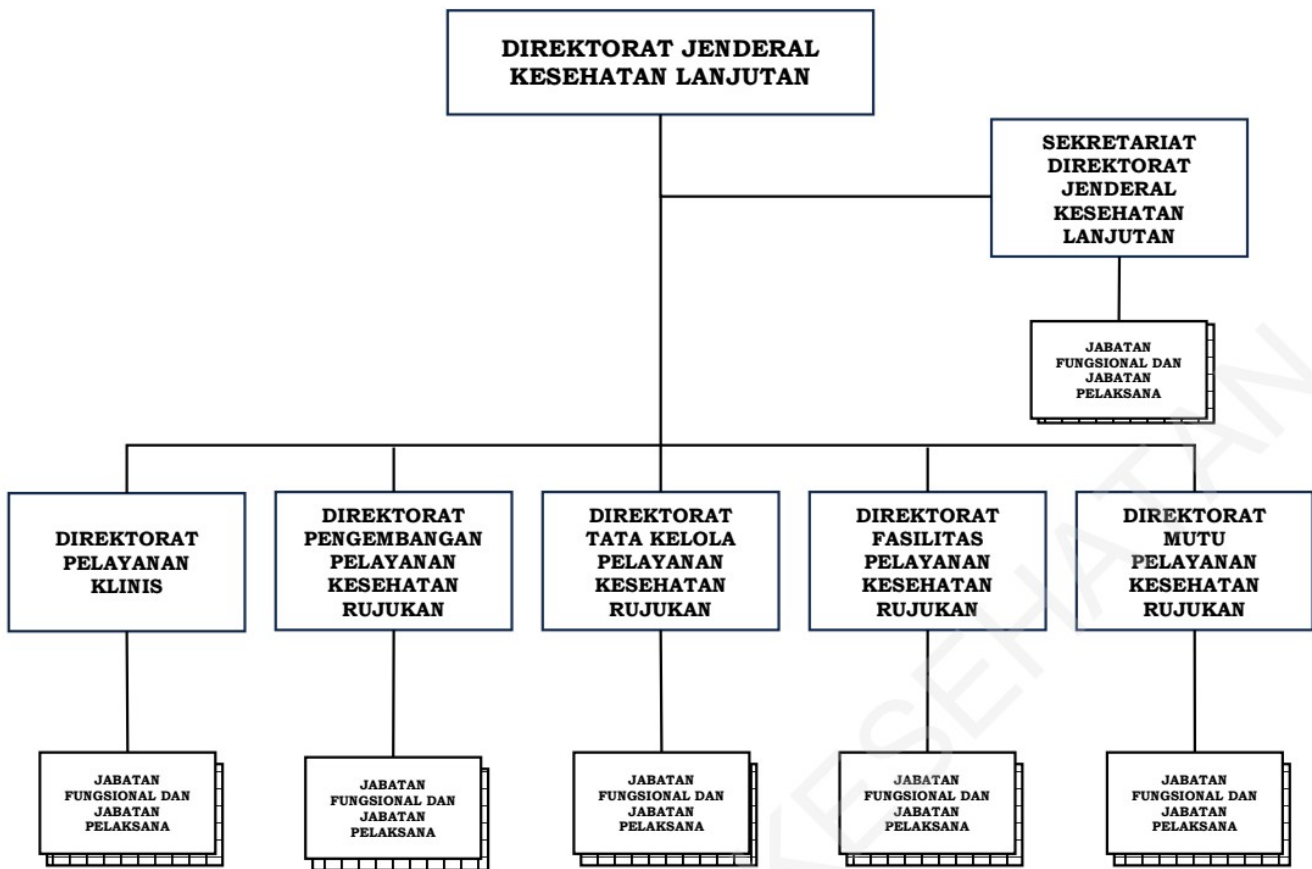 DIREKTORAT JENDERAL
KESEHATAN LANJUTAN
SEKRETARIAT
DIREKTORAT
JENDERAL
KESEHATAN
LANJUTAN
JABATAN
FUNGSIONAL DAN
JABATAN
PELAKSANA
DIREKTORAT
PELAYANAN
KLINIS
DIREKTORAT
PENGEMBANGAN
PELAYANAN
KESEHATAN
RUJUKAN
DIREKTORAT
TATA KELOLA
PELAYANAN
KESEHATAN
RUJUKAN
DIREKTORAT
FASILITAS
PELAYANAN
KESEHATAN
RUJUKAN
DIREKTORAT
MUTU
PELAYANAN
KESEHATAN
RUJUKAN
JABATAN
FUNGSIONAL DAN
JABATAN
PELAKSANA
JABATAN
FUNGSIONAL DAN
JABATAN
PELAKSANA
JABATAN
FUNGSIONAL DAN
JABATAN
PELAKSANA
JABATAN
FUNGSIONAL DAN
JABATAN
PELAKSANA
JABATAN
FUNGSIONAL DAN
JABATAN
PELAKSANA
KESEHATAN